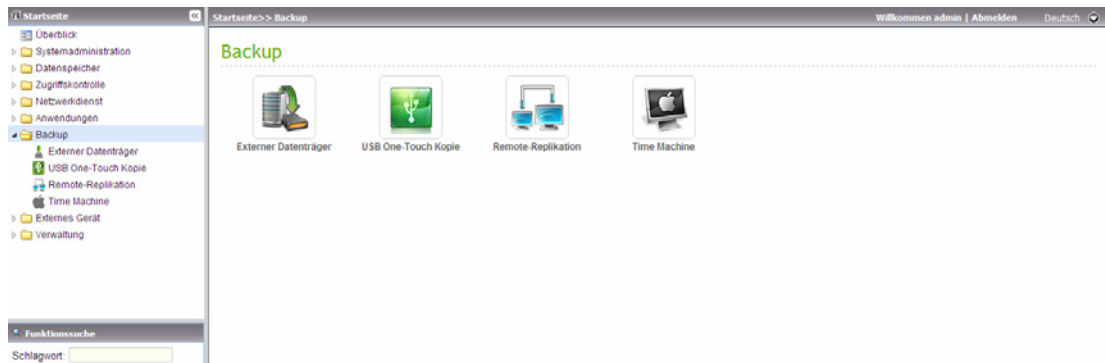 Startseite
Startseite>> Backup
Willkommen admin | Abmelden
Deutsch
Überblick
Systemadministration
Datenspeicher
Zugriffskontrolle
Netzwerkdienst
Anwendungen
Backup
Externer Datenträger
USB One-Touch Kopie
Remote-Replikation
Time Machine
Externes Gerät
Verwaltung
Funktionssuche
Schlagwort:
Backup
Externer Datenträger
USB One-Touch Kopie
Remote-Replikation
Time Machine